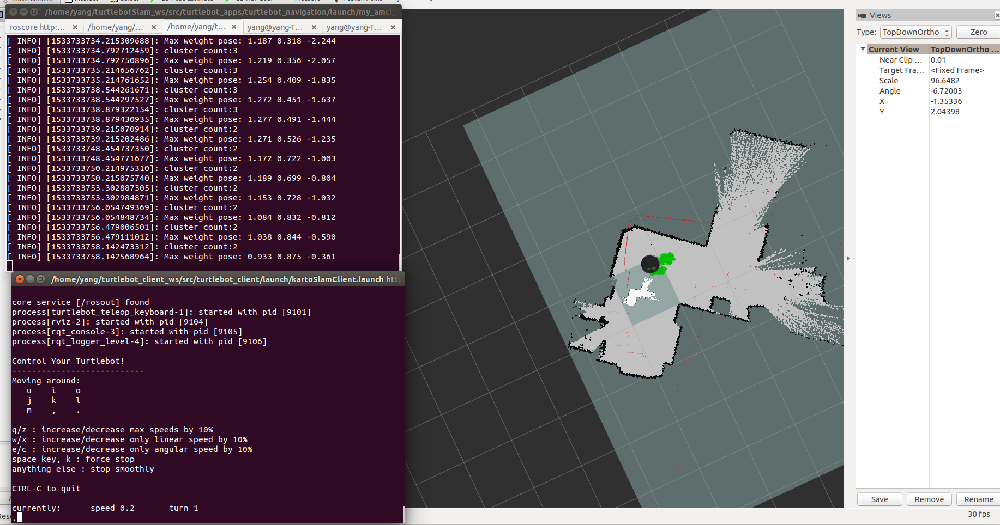 /home/yang/turtlebotSlam_ws/src/turtlebot_apps/turtlebot_navigation/launch/my_amcl
roscore http:... /home/yang/... /home/yang/t... yang@yang-T... yang@yang-T...
[ INFO] [1533733734.215309688]: Max weight pose: 1.187 0.318 -2.244
[ INFO] [1533733734.792712459]: cluster count:3
[ INFO] [1533733734.792750896]: Max weight pose: 1.219 0.356 -2.057
[ INFO] [1533733735.214656762]: cluster count:3
[ INFO] [1533733735.214761652]: Max weight pose: 1.254 0.409 -1.835
[ INFO] [1533733738.544261671]: cluster count:3
[ INFO] [1533733738.544297527]: Max weight pose: 1.272 0.451 -1.637
[ INFO] [1533733738.879322154]: cluster count:3
[ INFO] [1533733738.879430935]: Max weight pose: 1.277 0.491 -1.444
[ INFO] [1533733739.215070914]: cluster count:2
[ INFO] [1533733739.215202486]: Max weight pose: 1.271 0.526 -1.235
[ INFO] [1533733748.454737350]: cluster count:2
[ INFO] [1533733748.454771677]: Max weight pose: 1.172 0.722 -1.003
[ INFO] [1533733750.214975310]: cluster count:2
[ INFO] [1533733750.215075740]: Max weight pose: 1.189 0.699 -0.804
[ INFO] [1533733753.302887305]: cluster count:2
[ INFO] [1533733753.302984871]: Max weight pose: 1.153 0.728 -1.032
[ INFO] [1533733756.054749369]: cluster count:2
[ INFO] [1533733756.054848734]: Max weight pose: 1.084 0.832 -0.812
[ INFO] [1533733756.479006501]: cluster count:2
[ INFO] [1533733756.479111012]: Max weight pose: 1.038 0.844 -0.590
[ INFO] [1533733758.142473312]: cluster count:2
[ INFO] [1533733758.142568964]: Max weight pose: 0.933 0.875 -0.361
/home/yang/turtlebot_client_ws/src/turtlebot_client/launch/kartoSlamClient.launch htt
core service [/rosout] found
process[turtlebot_teleop_keyboard-1]: started with pid [9101]
process[rviz-2]: started with pid [9104]
process[rqt_console-3]: started with pid [9105]
process[rqt_logger_level-4]: started with pid [9106]
Control Your Turtlebot!
---------------------------
Moving around:
u i o
j k l
m , .
q/z : increase/decrease max speeds by 10%
w/x : increase/decrease only linear speed by 10%
e/c : increase/decrease only angular speed by 10%
space key, k : force stop
anything else : stop smoothly
CTRL-C to quit
currently: speed 0.2 turn 1
.
Views
Type: TopDownOrtho Zero
Current View TopDownOrtho ...
Near Clip ... 0.01
Target Fra... <Fixed Frame>
Scale 96.6482
Angle -6.72003
X -1.35336
Y 2.04398
Save Remove Rename
30 fps